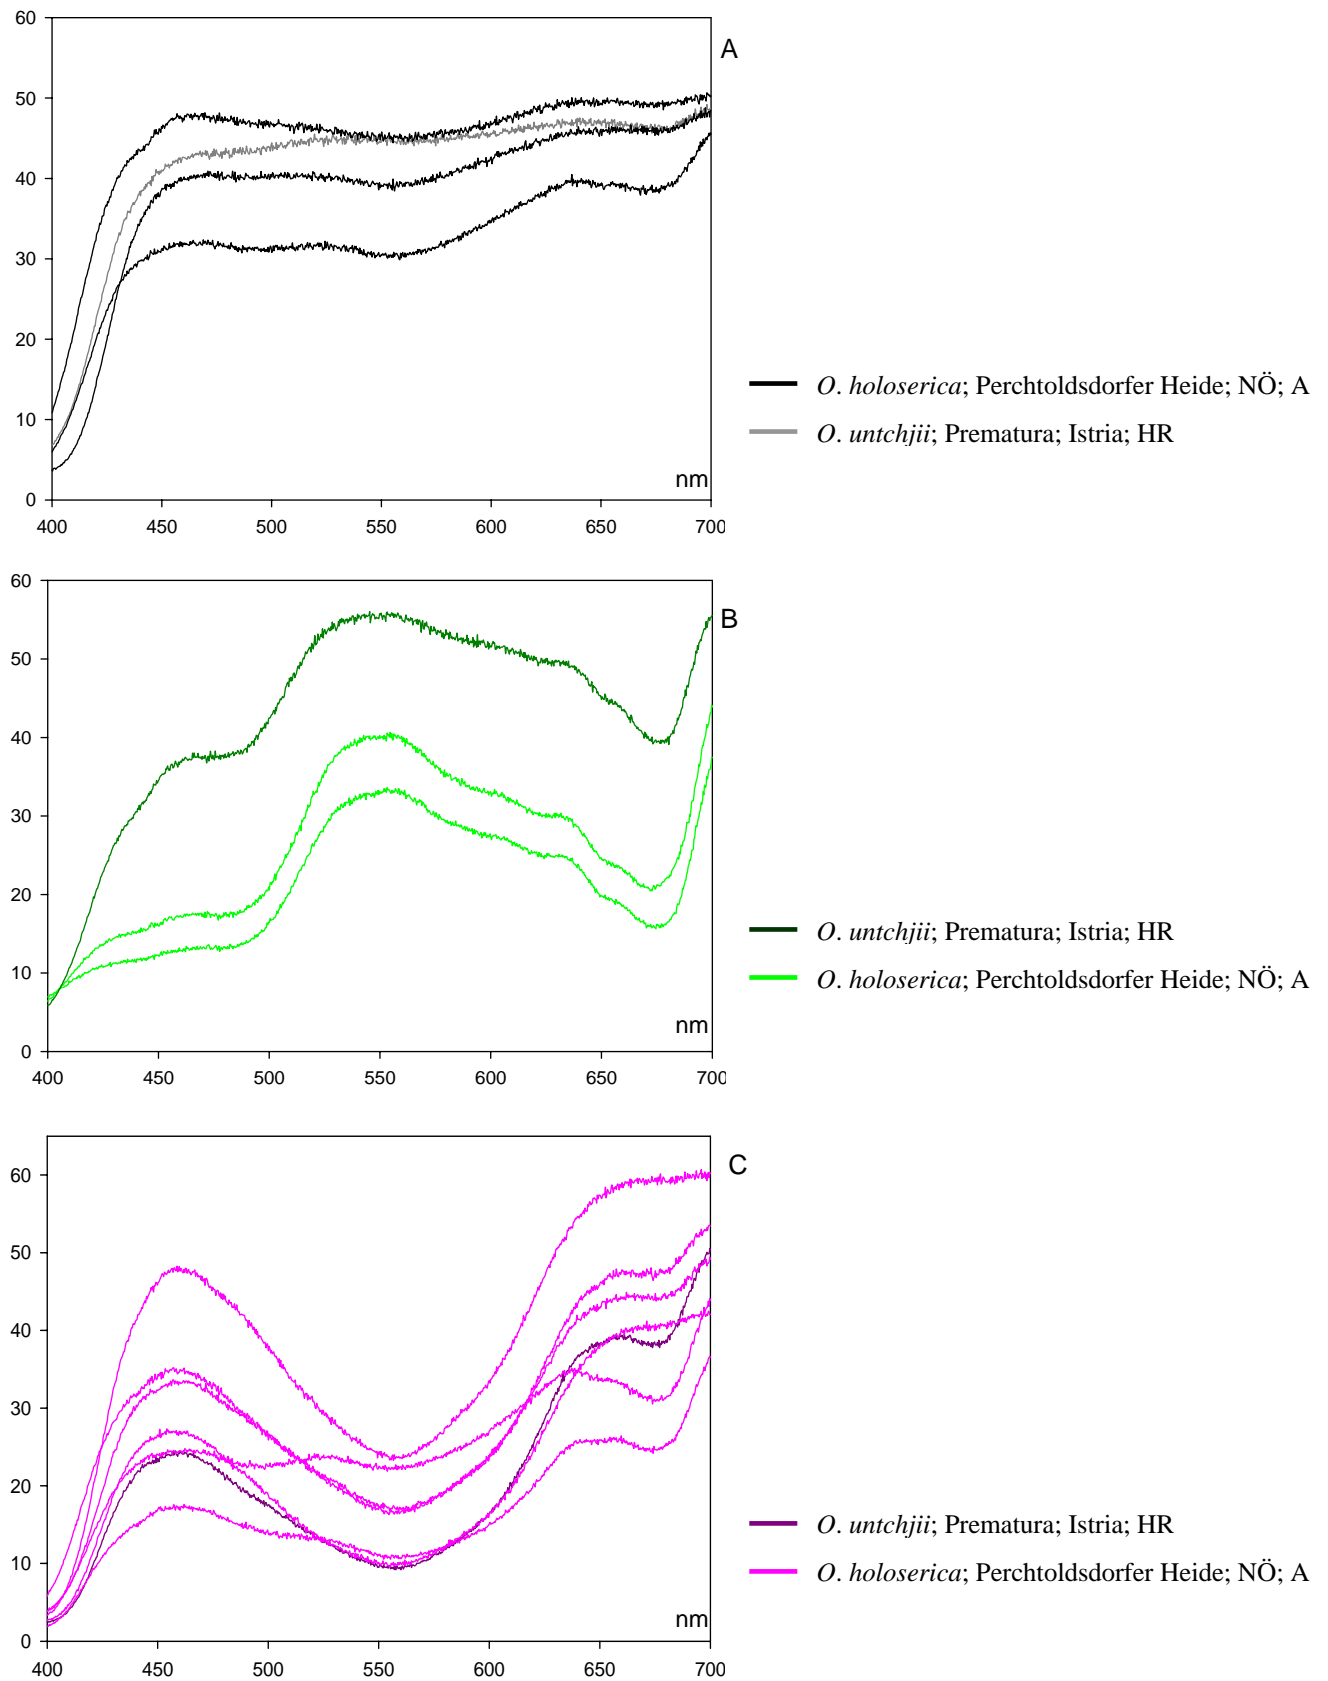 60
A
50
40
30
20
10
0
nm
400 450 500 550 600 650 700
O. holoserica; Perchtoldsdorfer Heide; NÖ; A
O. untchjii; Prematura; Istria; HR
60
B
50
40
30
20
10
0
nm
400 450 500 550 600 650 700
O. untchjii; Prematura; Istria; HR
O. holoserica; Perchtoldsdorfer Heide; NÖ; A
C
60
50
40
30
20
10
0
nm
400 450 500 550 600 650 700
O. untchjii; Prematura; Istria; HR
O. holoserica; Perchtoldsdorfer Heide; NÖ; A